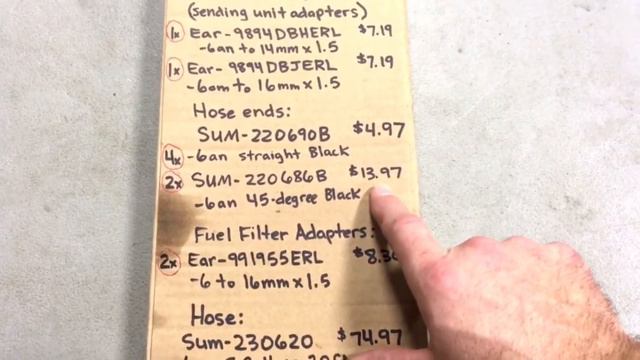 (sending unit adapters)
1x Ear-9894DBHERL $7.19
-6an to 14mm x 1.5
1x Ear-9894DBJERL $7.19
-6am to 16mm x 1.5
Hose ends:
SUM-220690B $4.97
4x -6an straight Black
2x SUM-220686B $13.97
-6an 45-degree Black
Fuel Filter Adapters:
2x Ear-991955ERL
-6 to 16mm x 1.5
Hose:
Sum-230620 $74.97